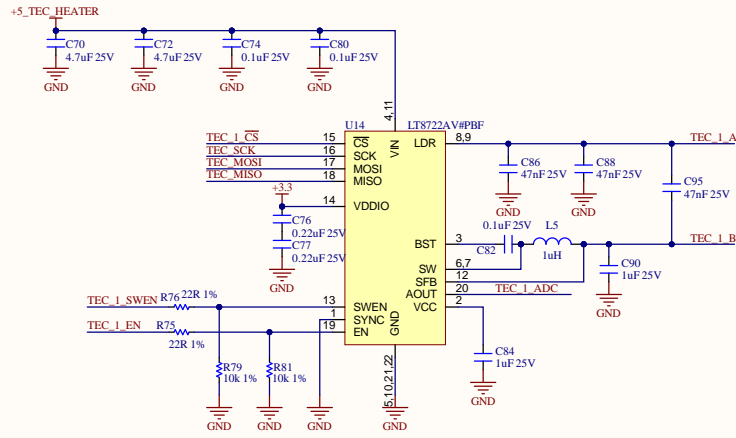 +5_TEC_HEATER
C70
4.7uF 25V
C72
4.7uF 25V
C74
0.1uF 25V
C80
0.1uF 25V
GND
GND
GND
GND
4,11
U14
LT8722AV#PBF
TEC_1_CS
15
CS
VIN
LDR
8,9
TEC_1_A
TEC_SCK
16
SCK
TEC_MOSI
17
MOSI
TEC_MISO
18
MISO
C86
47nF 25V
C88
47nF 25V
C95
47nF 25V
+3.3
14
VDDIO
GND
GND
C76
0.22uF 25V
C77
0.22uF 25V
GND
0.1uF 25V
L5
BST
3
C82
1uH
TEC_1_B
SW
6,7
SFB
12
C90
1uF 25V
AOUT
20
TEC_1_ADC
GND
TEC_1_SWEN
R76
22R 1%
13
SWEN
VCC
2
1
SYNC
TEC_1_EN
R75
19
EN
GND
22R 1%
C84
1uF 25V
R79
10k 1%
R81
10k 1%
5,10,21,22
GND
GND
GND
GND
GND
GND